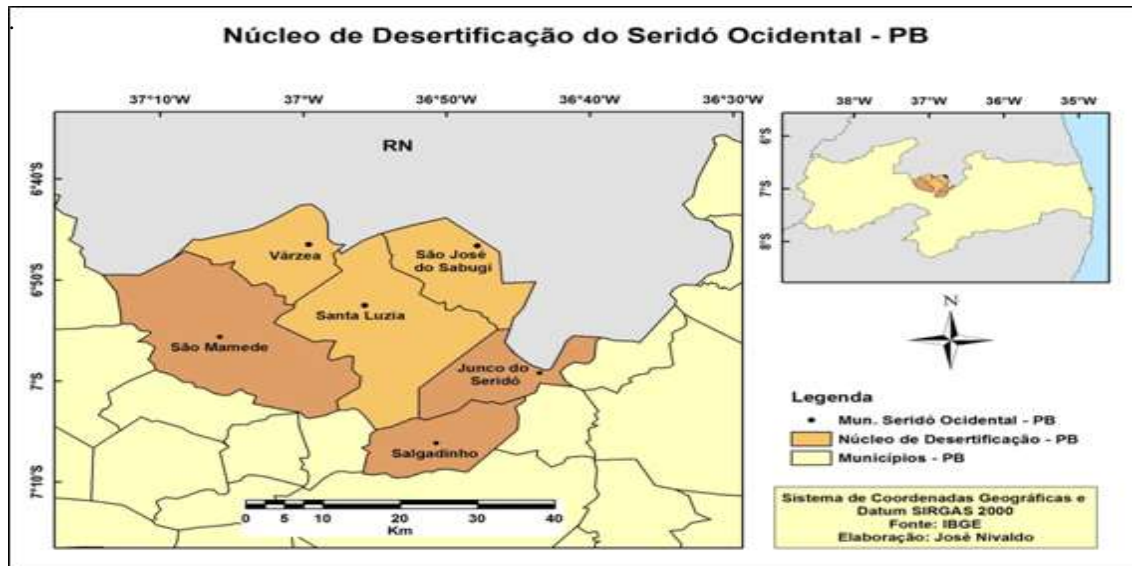 Núcleo de Desertificação do Seridó Ocidental - PB
37°10'W 37°W 36°50'W 36°40'W 36°30'W
38°W 37°W 36°W 35°W
6°40'S
6°50'S
7°S
7°10'S
6°S
7°S
8°S
RN
Várzea
São José
do Sabugi
Santa Luzia
São Mamede
Junco do
Seridó
Salgadinho
0 5 10 20 30 40
Km
N
Legenda
Mun. Seridó Ocidental - PB
Núcleo de Desertificação - PB
Municípios - PB
Sistema de Coordenadas Geográficas e
Datum SIRGAS 2000
Fonte: IBGE
Elaboração: José Nivaldo